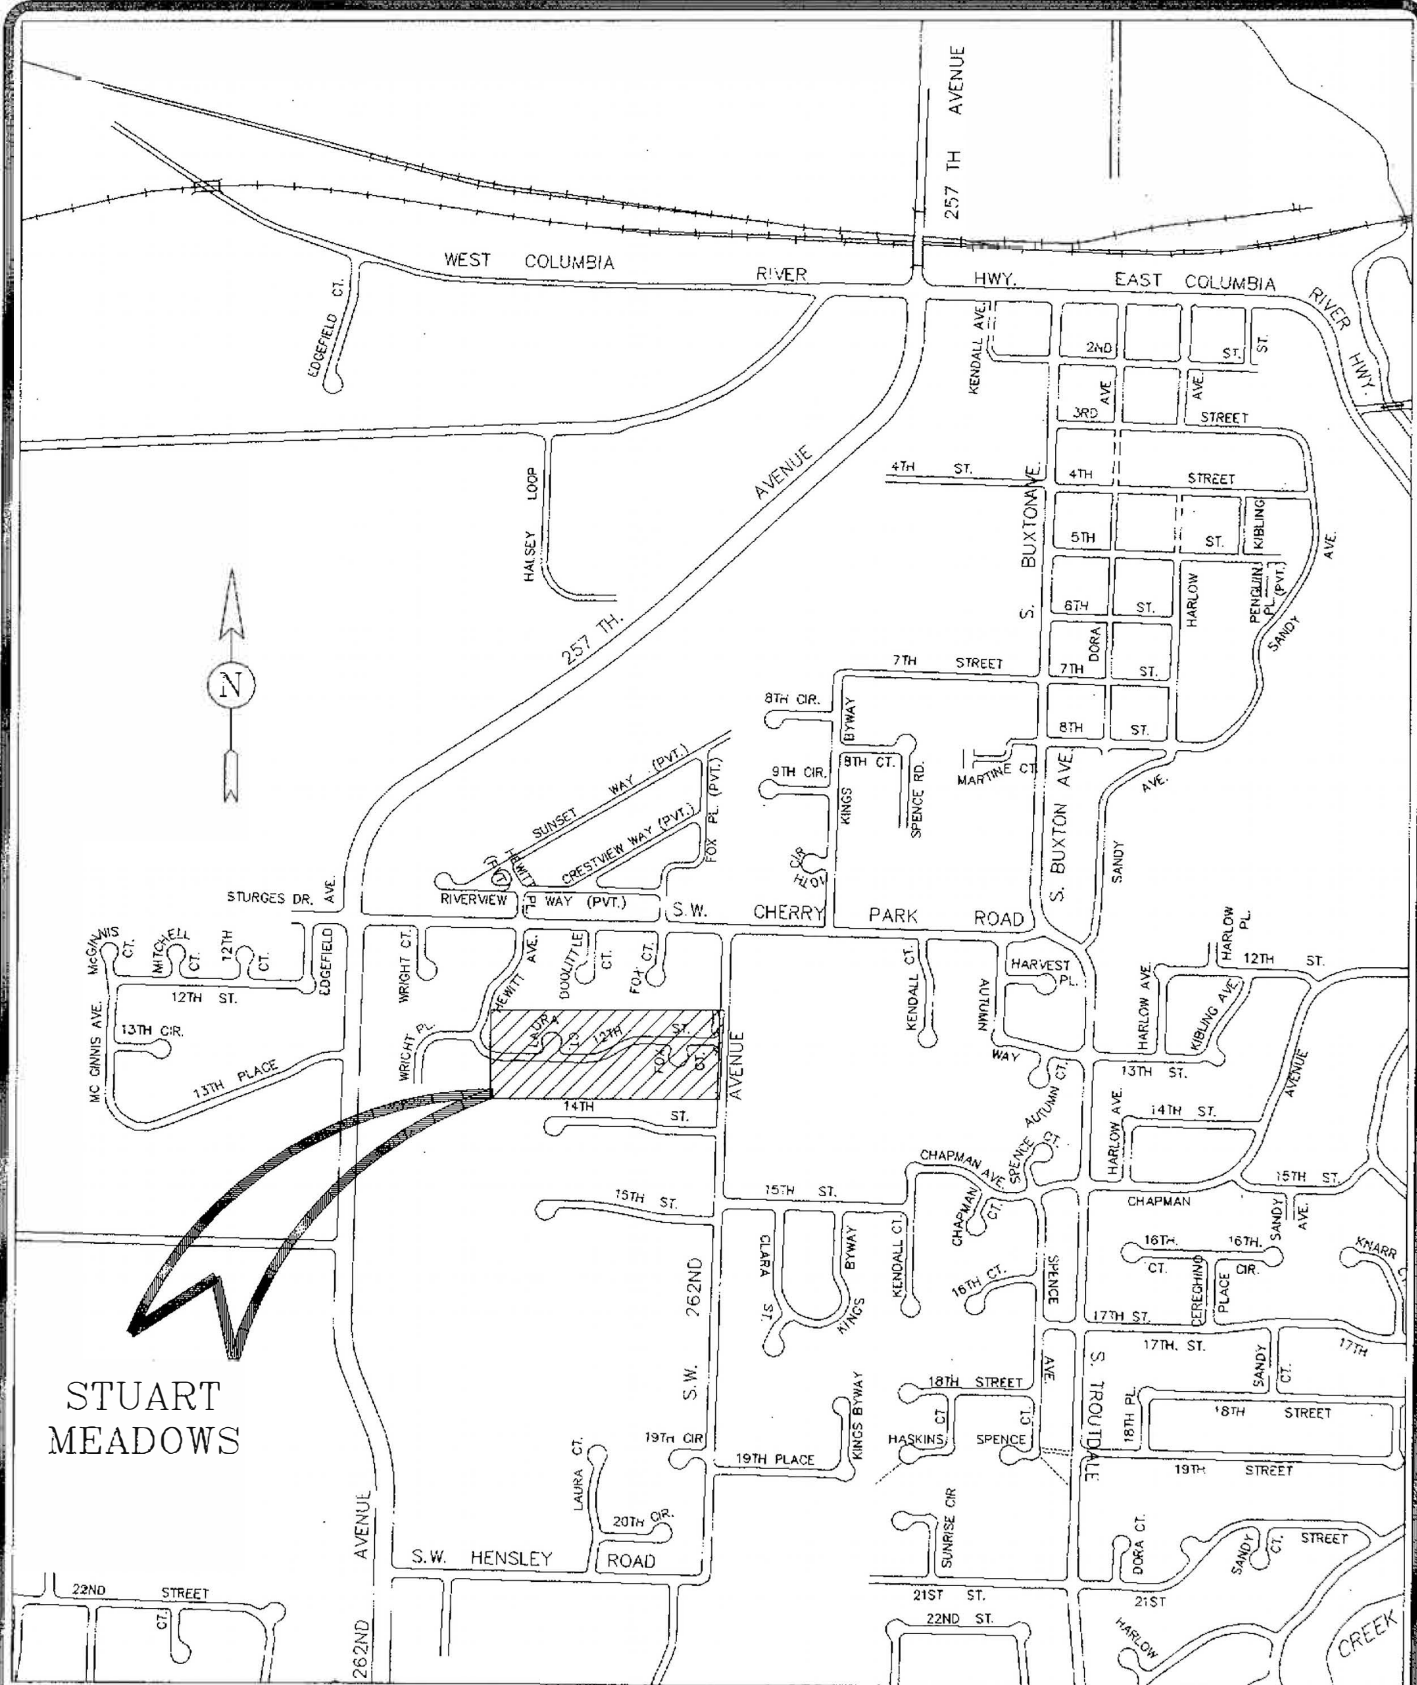 257 TH AVENUE
WEST COLUMBIA RIVER HWY. EAST COLUMBIA RIVER HWY.
EDGEFIELD CT.
KENDALL AVE.
2ND ST.
ST.
AVE
AVE.
3RD STREET
HALSEY LOOP
257 TH. AVENUE
4TH ST.
4TH STREET
S. BUXTON AVE.
5TH ST.
KIBLING
AVE.
PENGUIN PL. (PVT.)
HARLOW
SANDY
6TH ST.
DORA
N
7TH STREET
7TH ST.
8TH CIR.
BYWAY
8TH ST.
8TH CT.
SPENCE RD.
MARTINE CT
AVE.
9TH CIR.
KINGS
SUNSET WAY (PVT.)
FOX PL (PVT.)
CRESTVIEW WAY (PVT.)
HEWITT PL
(PVT)
10TH CIR
S. BUXTON AVE.
SANDY
STURGES DR.
AVE.
RIVERVIEW WAY (PVT.)
S.W. CHERRY PARK ROAD
McGINNIS CT.
MITCHELL CT.
12TH CT.
EDGEFIELD
WRIGHT CT.
HEWITT AVE.
DOOLITTLE CT.
FOX CT.
KENDALL CT.
AUTUMN WAY
HARVEST PL.
HARLOW PL.
12TH ST.
12TH ST.
HARLOW AVE.
KIBLING AVE.
AVENUE
MC GINNIS AVE.
13TH CIR.
13TH PLACE
WRIGHT PL.
LAURA CT.
12TH ST.
FOX CT.
AVENUE
13TH ST.
AUTUMN CT.
14TH ST.
14TH ST.
HARLOW AVE.
SPENCE CT.
CHAPMAN AVE.
CHAPMAN CT.
CHAPMAN
15TH ST.
15TH ST.
15TH ST.
SANDY AVE.
CLARA ST.
BYWAY
KING'S
KENDALL CT.
16TH CT.
SPENCE
16TH. CT.
16TH. CIR.
CEREGHINO PLACE
KNARR
262ND
S.W.
17TH ST.
17TH. ST.
17TH
AVE
S. TROUTDALE
SANDY CT.
STUART
MEADOWS
18TH STREET
18TH PL.
18TH STREET
KINGS BYWAY
HASKINS CT
SPENCE CT.
19TH CIR
19TH PLACE
19TH STREET
LAURA CT.
20TH CIR.
SUNRISE CIR
DORA CT.
SANDY CT.
STREET
AVENUE
S.W. HENSLEY ROAD
22ND STREET
CT.
262ND
21ST ST.
21ST
22ND ST.
HARLOW
CREEK